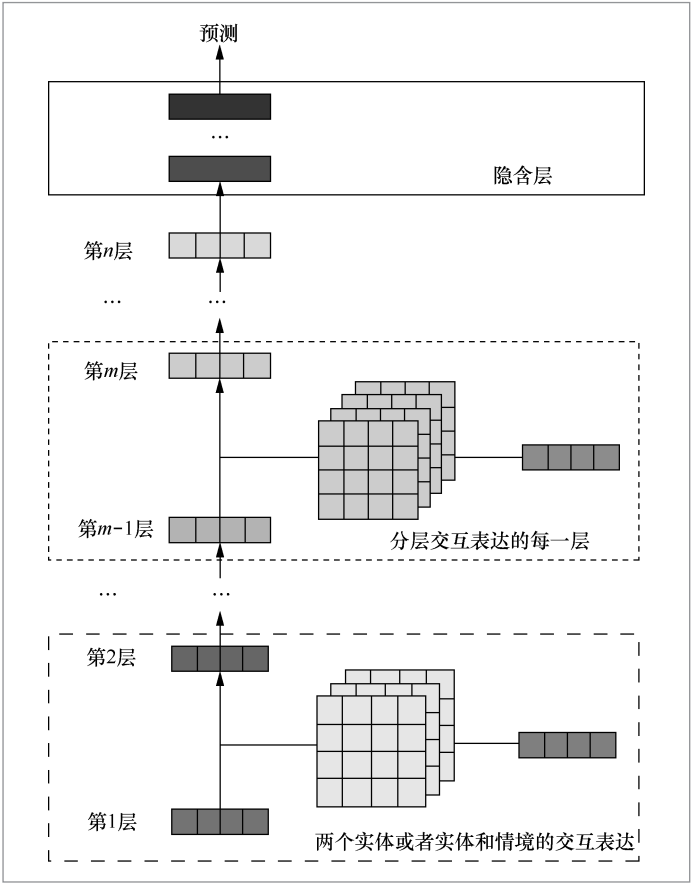 预测
…
隐含层
第n层
… …
第m层
第m-1层
分层交互表达的每一层
… …
第2层
第1层
两个实体或者实体和情境的交互表达